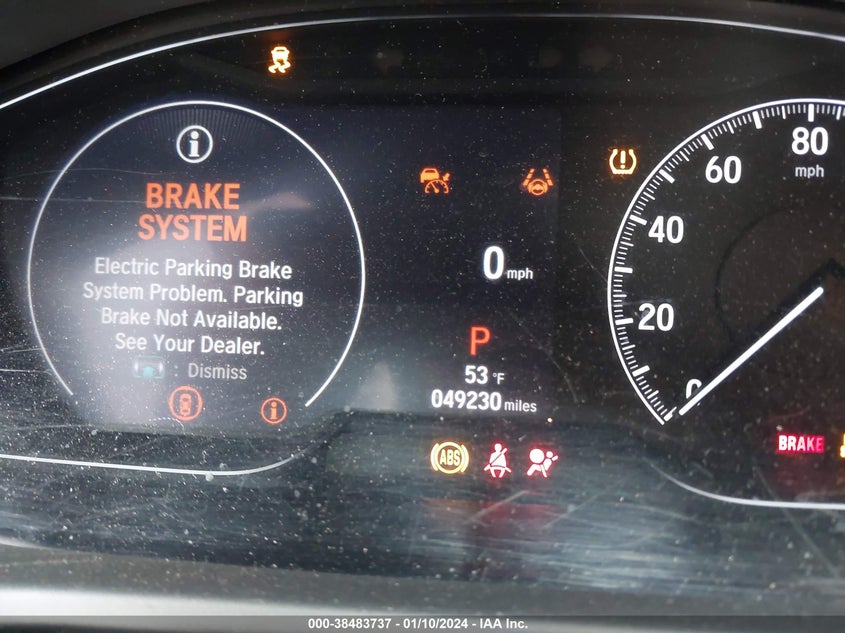 BRAKE
SYSTEM
Electric Parking Brake
System Problem. Parking
Brake Not Available.
See Your Dealer.
: Dismiss
0 mph
P
53 °F
049230 miles
ABS
80
mph
60
40
20
0
BRAKE
000-38483737 - 01/10/2024 - IAA Inc.